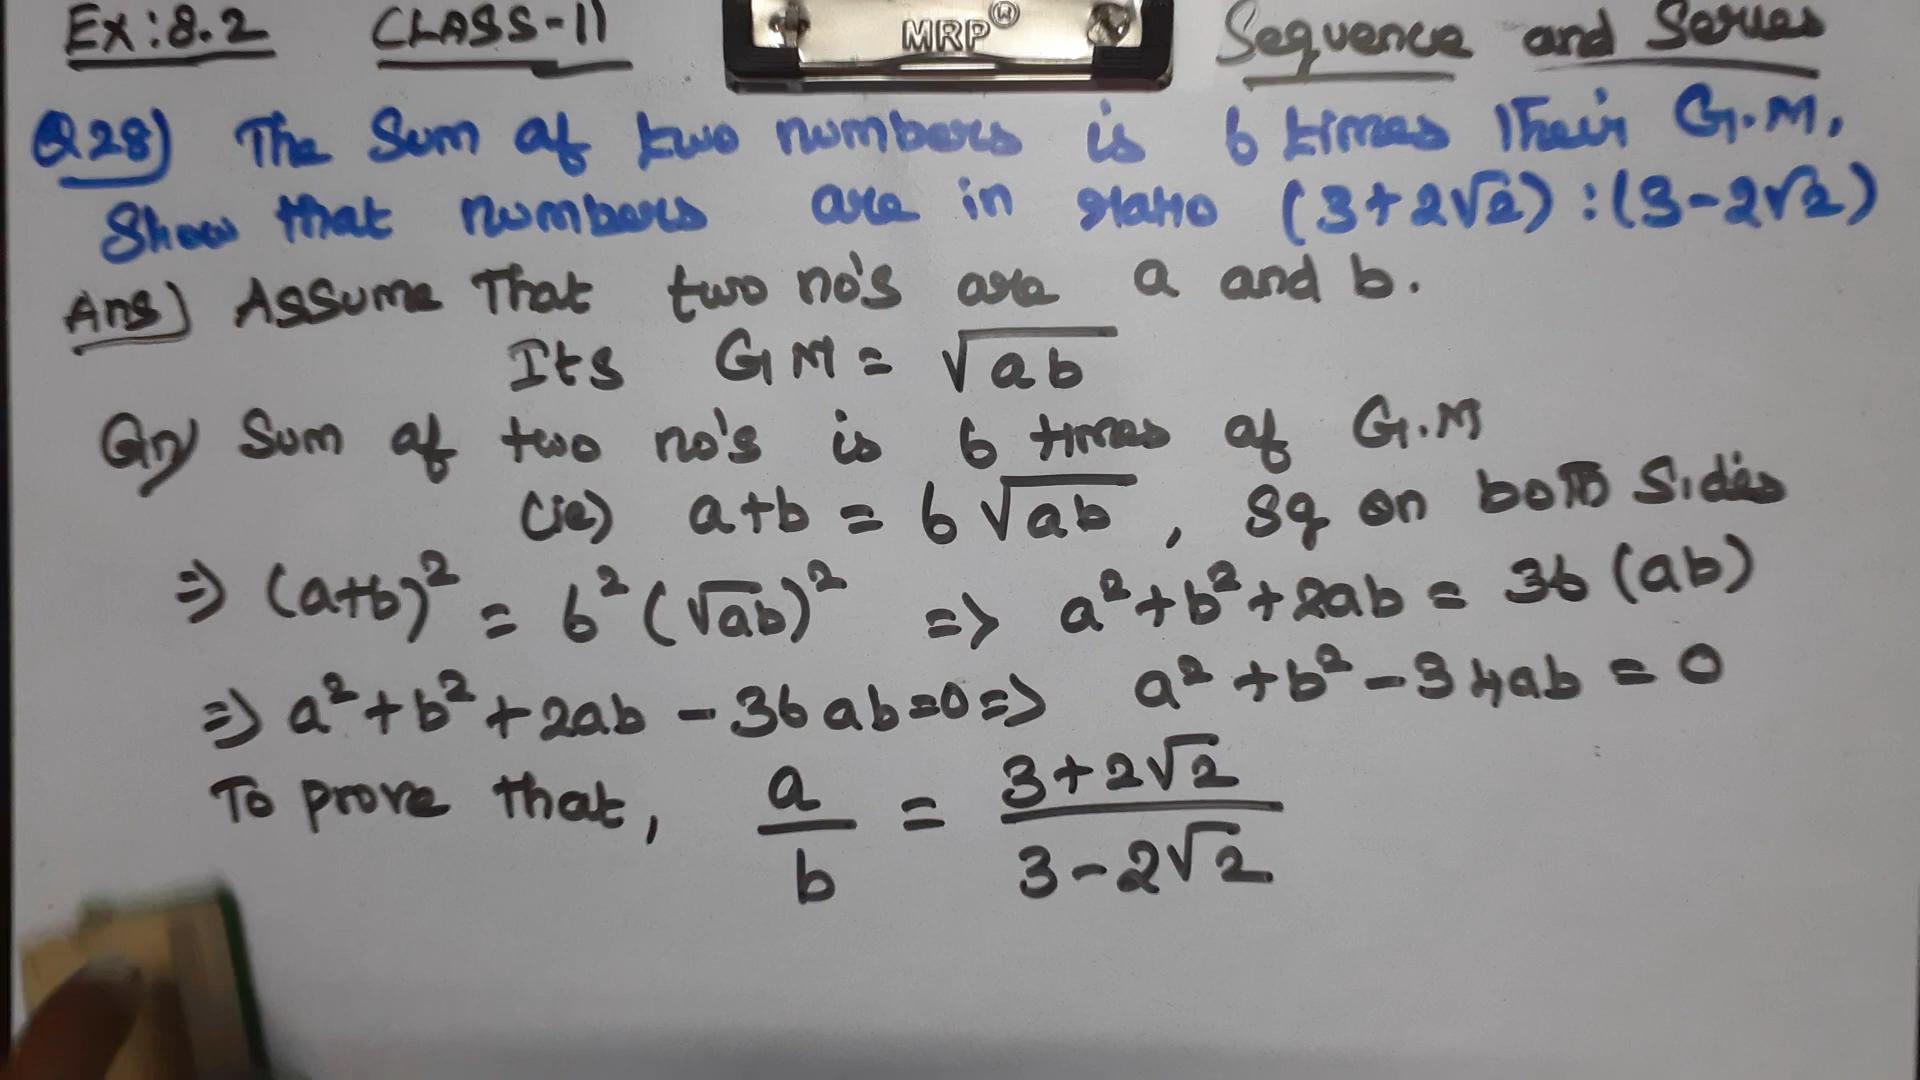 Ex:8.2 CLASS-11 MRP® Sequence and Series
Q28) The Sum of two numbers is 6 times their G.M.
Show that numbers are in ratio (3+2√2):(3-2√2)
Ans) Assume That two no's are a and b.
Its GM = √ab
Gn/ Sum of two no's is 6 times of G.M
(ie) a+b = 6√ab, Sq on both Sides
⇒ (a+b)² = 6²(√ab)² ⇒ a²+b²+2ab = 36(ab)
⇒ a²+b²+2ab-36ab=0 ⇒ a²+b²-34ab=0
To prove that, a/b = 3+2√2/3-2√2